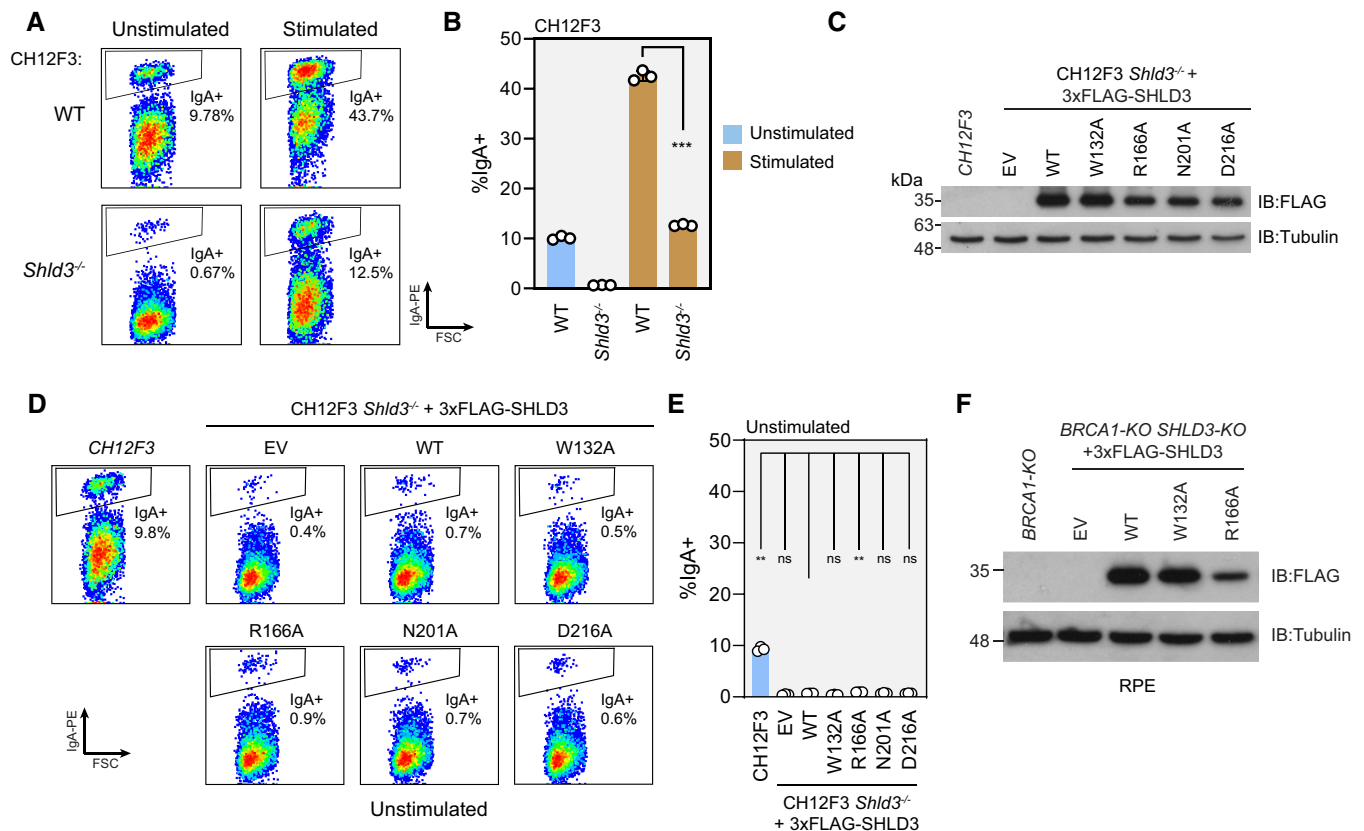 A
Unstimulated
Stimulated
CH12F3:
WT
IgA+
9.78%
IgA+
43.7%
Shld3-/-
IgA+
0.67%
IgA+
12.5%
IgA-PE
FSC
B
CH12F3
%IgA+
50
40
30
20
10
0
***
WT
Shld3-/-
WT
Shld3-/-
Unstimulated
Stimulated
C
CH12F3 Shld3-/- +
3xFLAG-SHLD3
CH12F3
EV
WT
W132A
R166A
N201A
D216A
kDa
35
IB:FLAG
63
48
IB:Tubulin
D
CH12F3 Shld3-/- + 3xFLAG-SHLD3
CH12F3
EV
WT
W132A
IgA+
9.8%
IgA+
0.4%
IgA+
0.7%
IgA+
0.5%
R166A
N201A
D216A
IgA+
0.9%
IgA+
0.7%
IgA+
0.6%
IgA-PE
FSC
Unstimulated
E
Unstimulated
%IgA+
50
40
30
20
10
0
** ns ns ** ns ns
CH12F3
EV
WT
W132A
R166A
N201A
D216A
CH12F3 Shld3-/-
+ 3xFLAG-SHLD3
F
BRCA1-KO SHLD3-KO
+3xFLAG-SHLD3
BRCA1-KO
EV
WT
W132A
R166A
35
IB:FLAG
48
IB:Tubulin
RPE